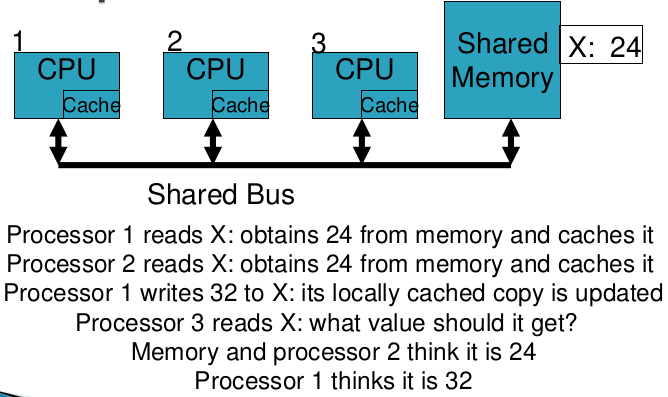 1
2
3
CPU
Cache
CPU
Cache
CPU
Cache
Shared
Memory
X: 24
Shared Bus
Processor 1 reads X: obtains 24 from memory and caches it
Processor 2 reads X: obtains 24 from memory and caches it
Processor 1 writes 32 to X: its locally cached copy is updated
Processor 3 reads X: what value should it get?
Memory and processor 2 think it is 24
Processor 1 thinks it is 32